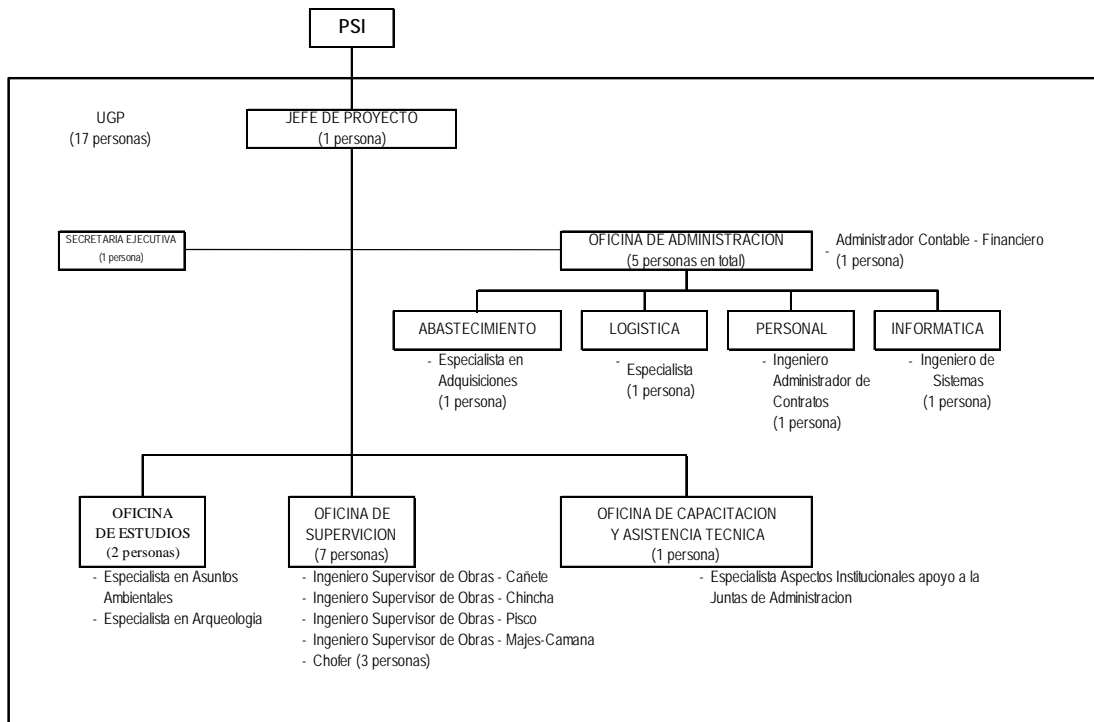 PSI
UGP
(17 personas)
JEFE DE PROYECTO
(1 persona)
SECRETARIA EJECUTIVA
(1 persona)
OFICINA DE ADMINISTRACION
(5 personas en total)
- Administrador Contable - Financiero
(1 persona)
ABASTECIMIENTO
- Especialista en
Adquisiciones
(1 persona)
LOGISTICA
- Especialista
(1 persona)
PERSONAL
- Ingeniero
Administrador de
Contratos
(1 persona)
INFORMATICA
- Ingeniero de
Sistemas
(1 persona)
OFICINA
DE ESTUDIOS
(2 personas)
- Especialista en Asuntos
Ambientales
- Especialista en Arqueologia
OFICINA DE
SUPERVICION
(7 personas)
- Ingeniero Supervisor de Obras - Cañete
- Ingeniero Supervisor de Obras - Chincha
- Ingeniero Supervisor de Obras - Pisco
- Ingeniero Supervisor de Obras - Majes-Camana
- Chofer (3 personas)
OFICINA DE CAPACITACION
Y ASISTENCIA TECNICA
(1 persona)
- Especialista Aspectos Institucionales apoyo a la
Juntas de Administracion